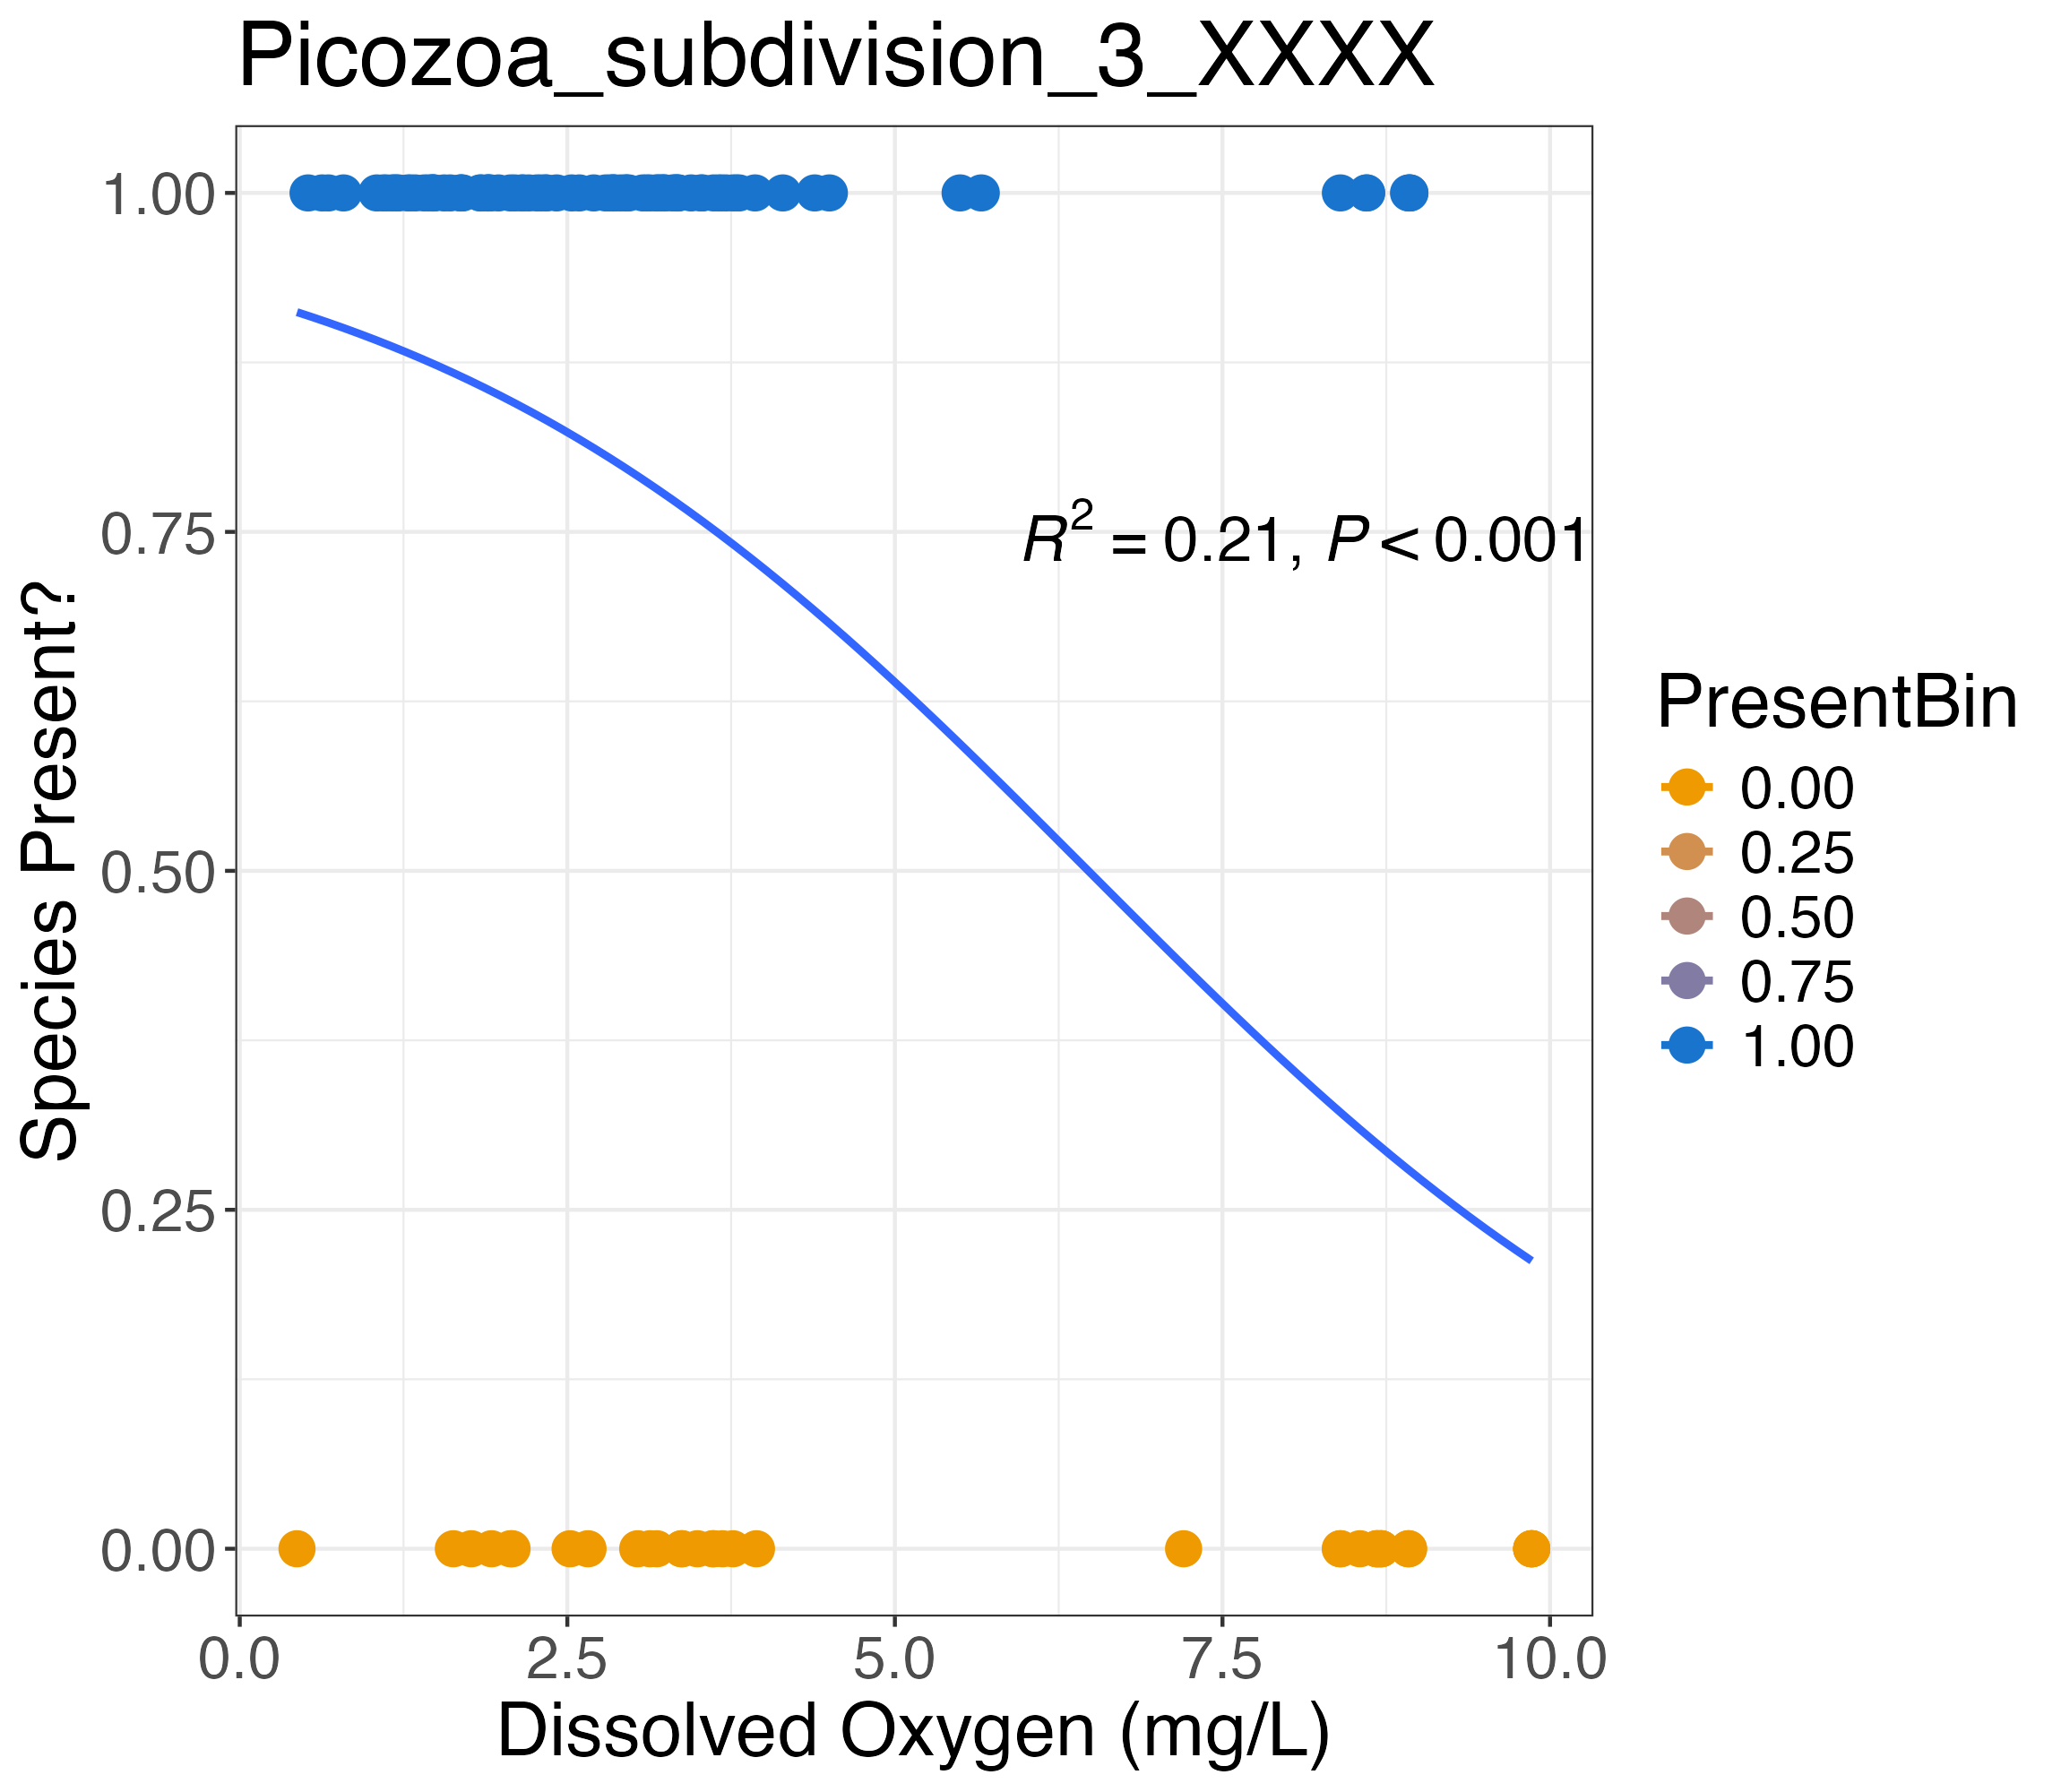 Picozoa_subdivision_3_XXXX
1.00
0.75
0.50
0.25
0.00
Species Present?
R² = 0.21, P < 0.001
0.0 2.5 5.0 7.5 10.0
Dissolved Oxygen (mg/L)
PresentBin
0.00
0.25
0.50
0.75
1.00